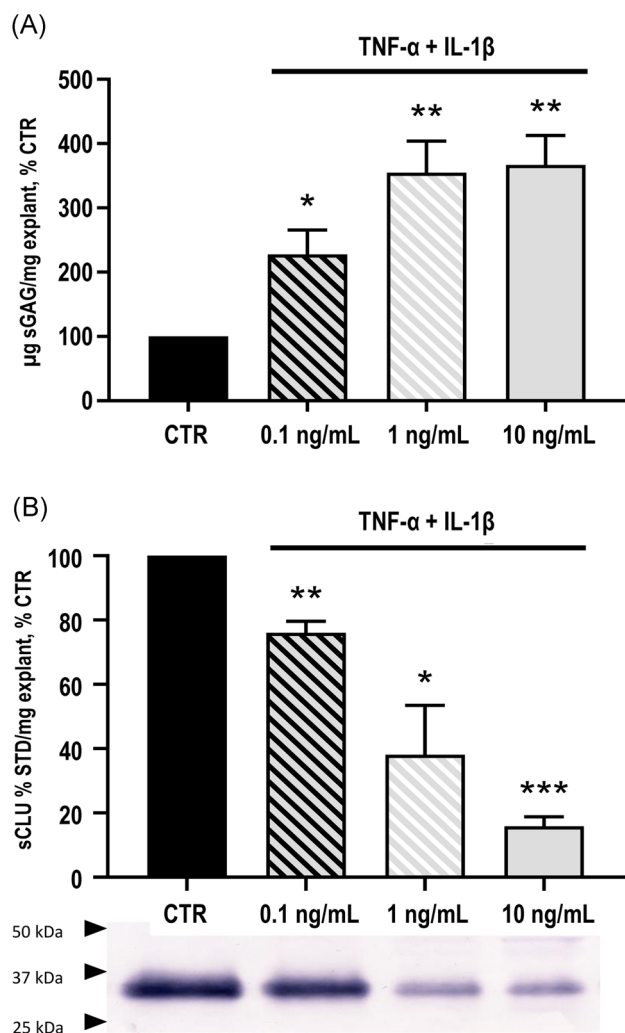 (A)
TNF-α + IL-1β
µg sGAG/mg explant, % CTR
500
400
300
200
100
0
*
**
**
CTR
0.1 ng/mL
1 ng/mL
10 ng/mL
(B)
TNF-α + IL-1β
sCLU % STD/mg explant, % CTR
100
80
60
40
20
0
**
*
***
CTR
0.1 ng/mL
1 ng/mL
10 ng/mL
50 kDa
37 kDa
25 kDa